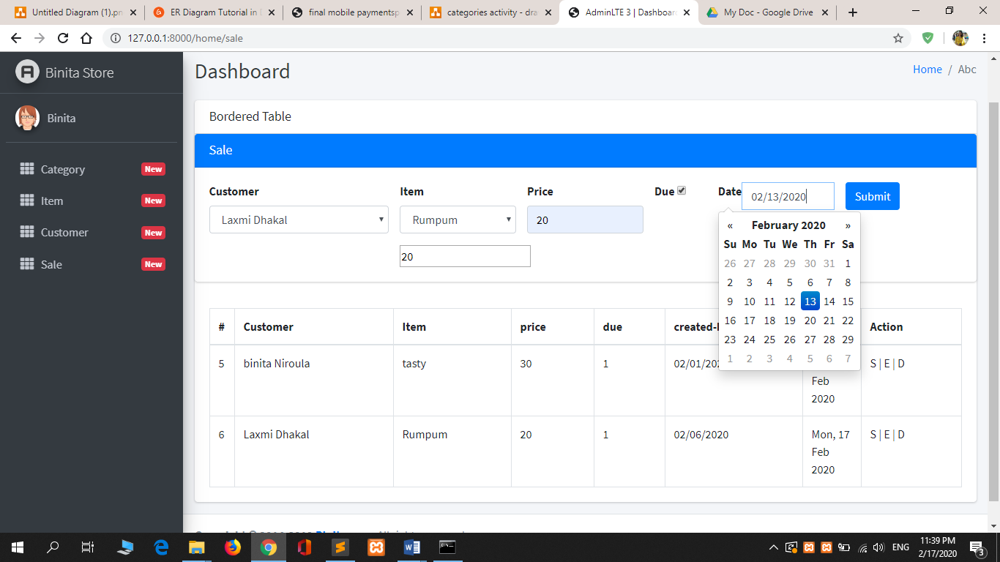 Untitled Diagram (1).pn
ER Diagram Tutorial in
final mobile paymentsp
categories activity - dra
AdminLTE 3 | Dashboar
My Doc - Google Drive
127.0.0.1:8000/home/sale
Binita Store
Binita
Category New
Item New
Customer New
Sale New
Dashboard
Home / Abc
Bordered Table
Sale
Customer Item Price Due Date 02/13/2020 Submit
Laxmi Dhakal Rumpum 20
20
« February 2020 »
Su Mo Tu We Th Fr Sa
26 27 28 29 30 31 1
2 3 4 5 6 7 8
9 10 11 12 13 14 15
16 17 18 19 20 21 22
23 24 25 26 27 28 29
1 2 3 4 5 6 7
# Customer Item price due created- Action
5 binita Niroula tasty 30 1 02/01/20 S | E | D
Feb
2020
6 Laxmi Dhakal Rumpum 20 1 02/06/2020 Mon, 17 S | E | D
Feb
2020
ENG
11:39 PM
2/17/2020
3